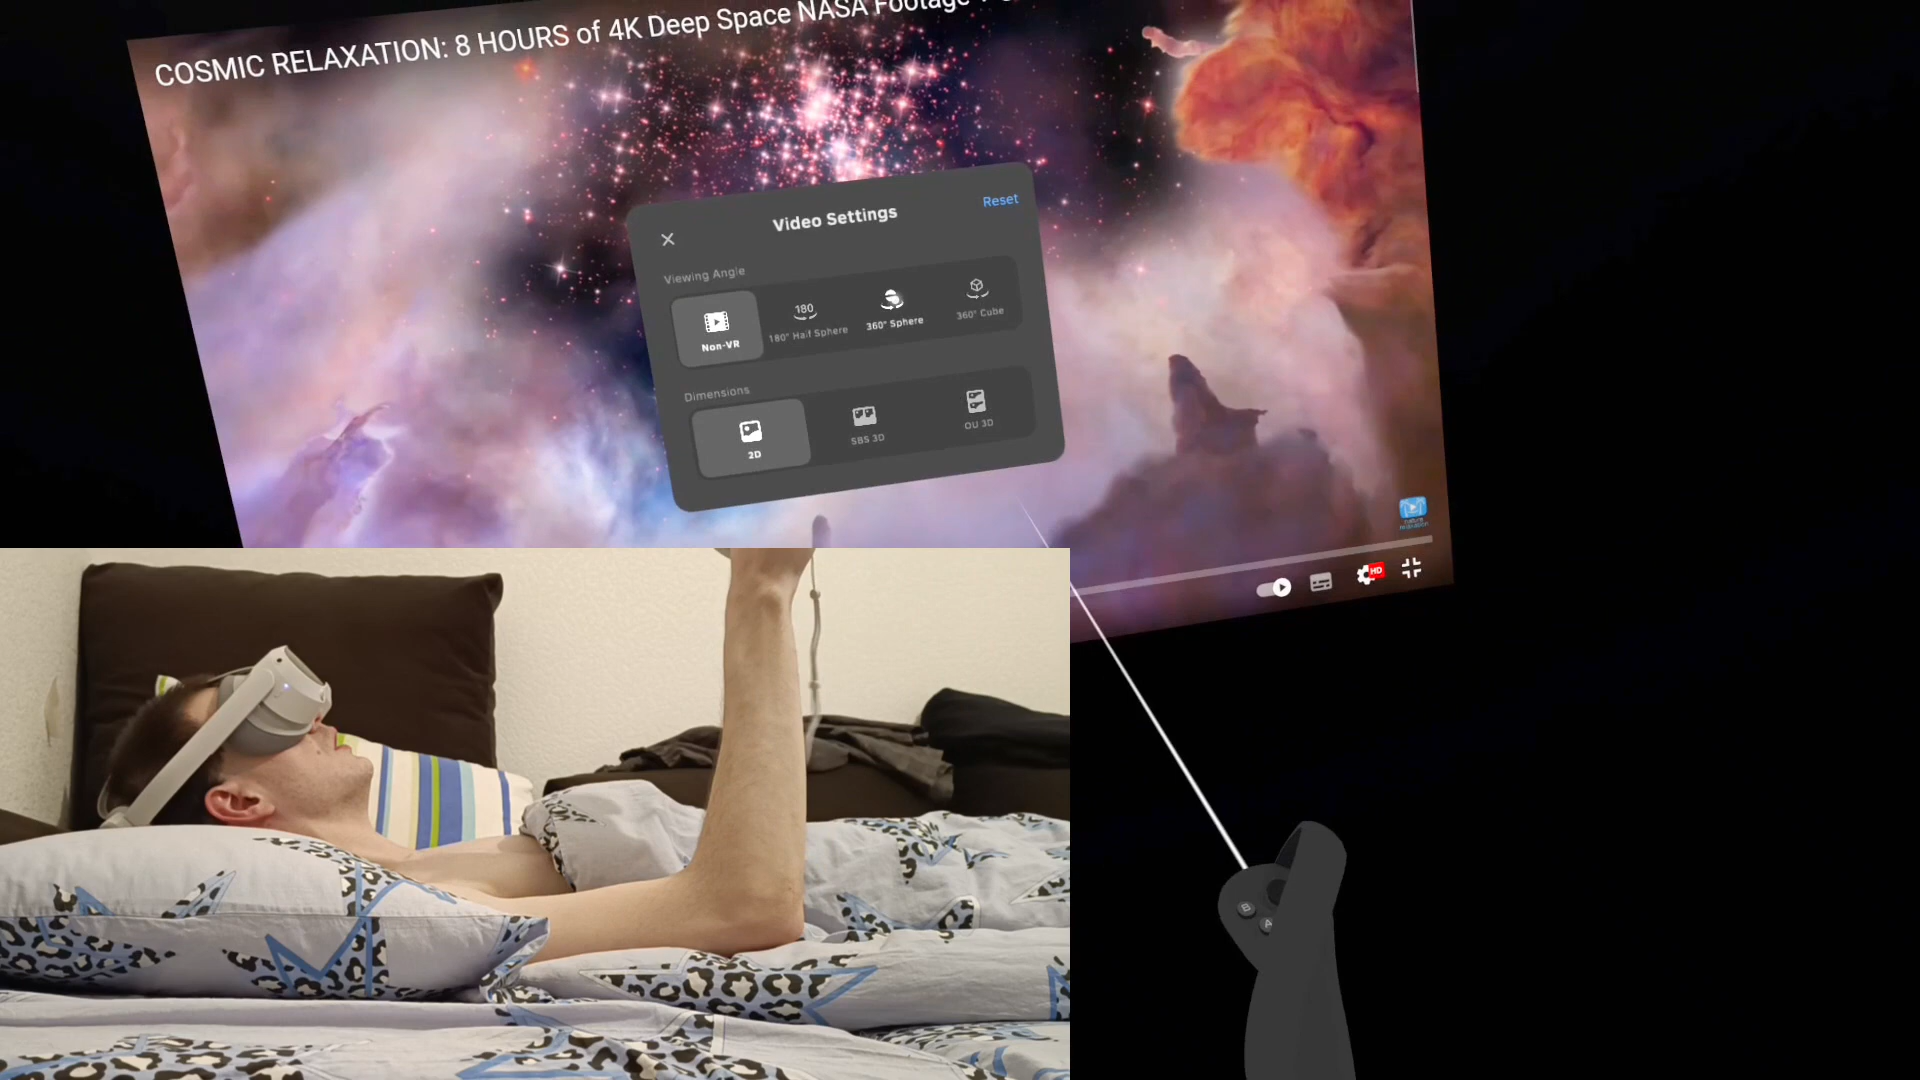 COSMIC RELAXATION: 8 HOURS of 4K Deep Space NASA Footage
Video Settings
Reset
Viewing Angle
180
Non-VR
180° Half Sphere
360° Sphere
360° Cube
Dimensions
2D
SBS 3D
OU 3D
HD
B
A